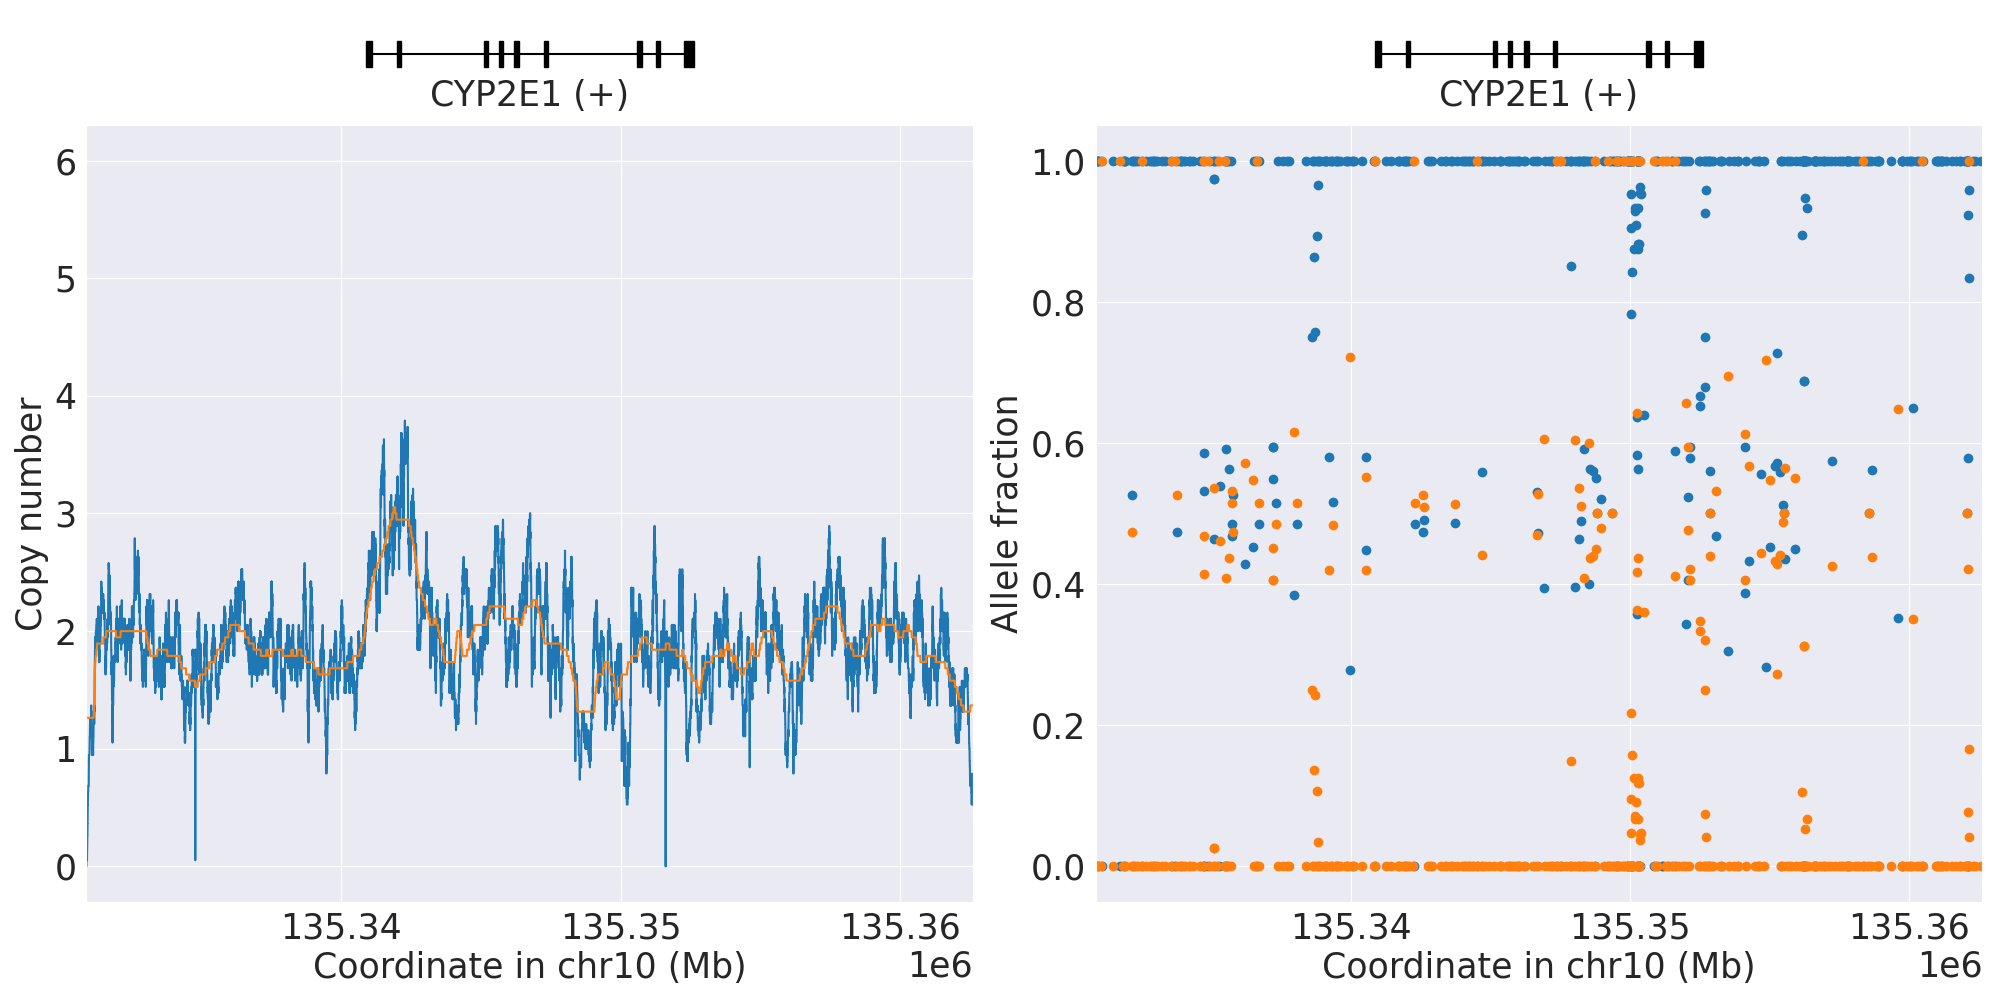 CYP2E1 (+)
6
5
4
3
2
1
0
Copy number
135.34 135.35 135.36
Coordinate in chr10 (Mb)
1e6
CYP2E1 (+)
1.0
0.8
0.6
0.4
0.2
0.0
Allele fraction
135.34 135.35 135.36
Coordinate in chr10 (Mb)
1e6